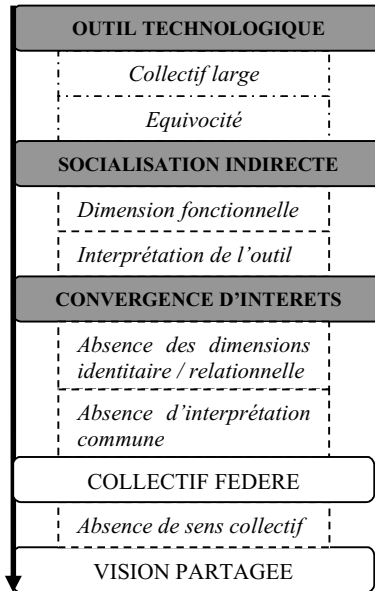 OUTIL TECHNOLOGIQUE
Collectif large
Equivocité
SOCIALISATION INDIRECTE
Dimension fonctionnelle
Interprétation de l'outil
CONVERGENCE D'INTERETS
Absence des dimensions
identitaire / relationnelle
Absence d'interprétation
commune
COLLECTIF FEDERE
Absence de sens collectif
VISION PARTAGEE